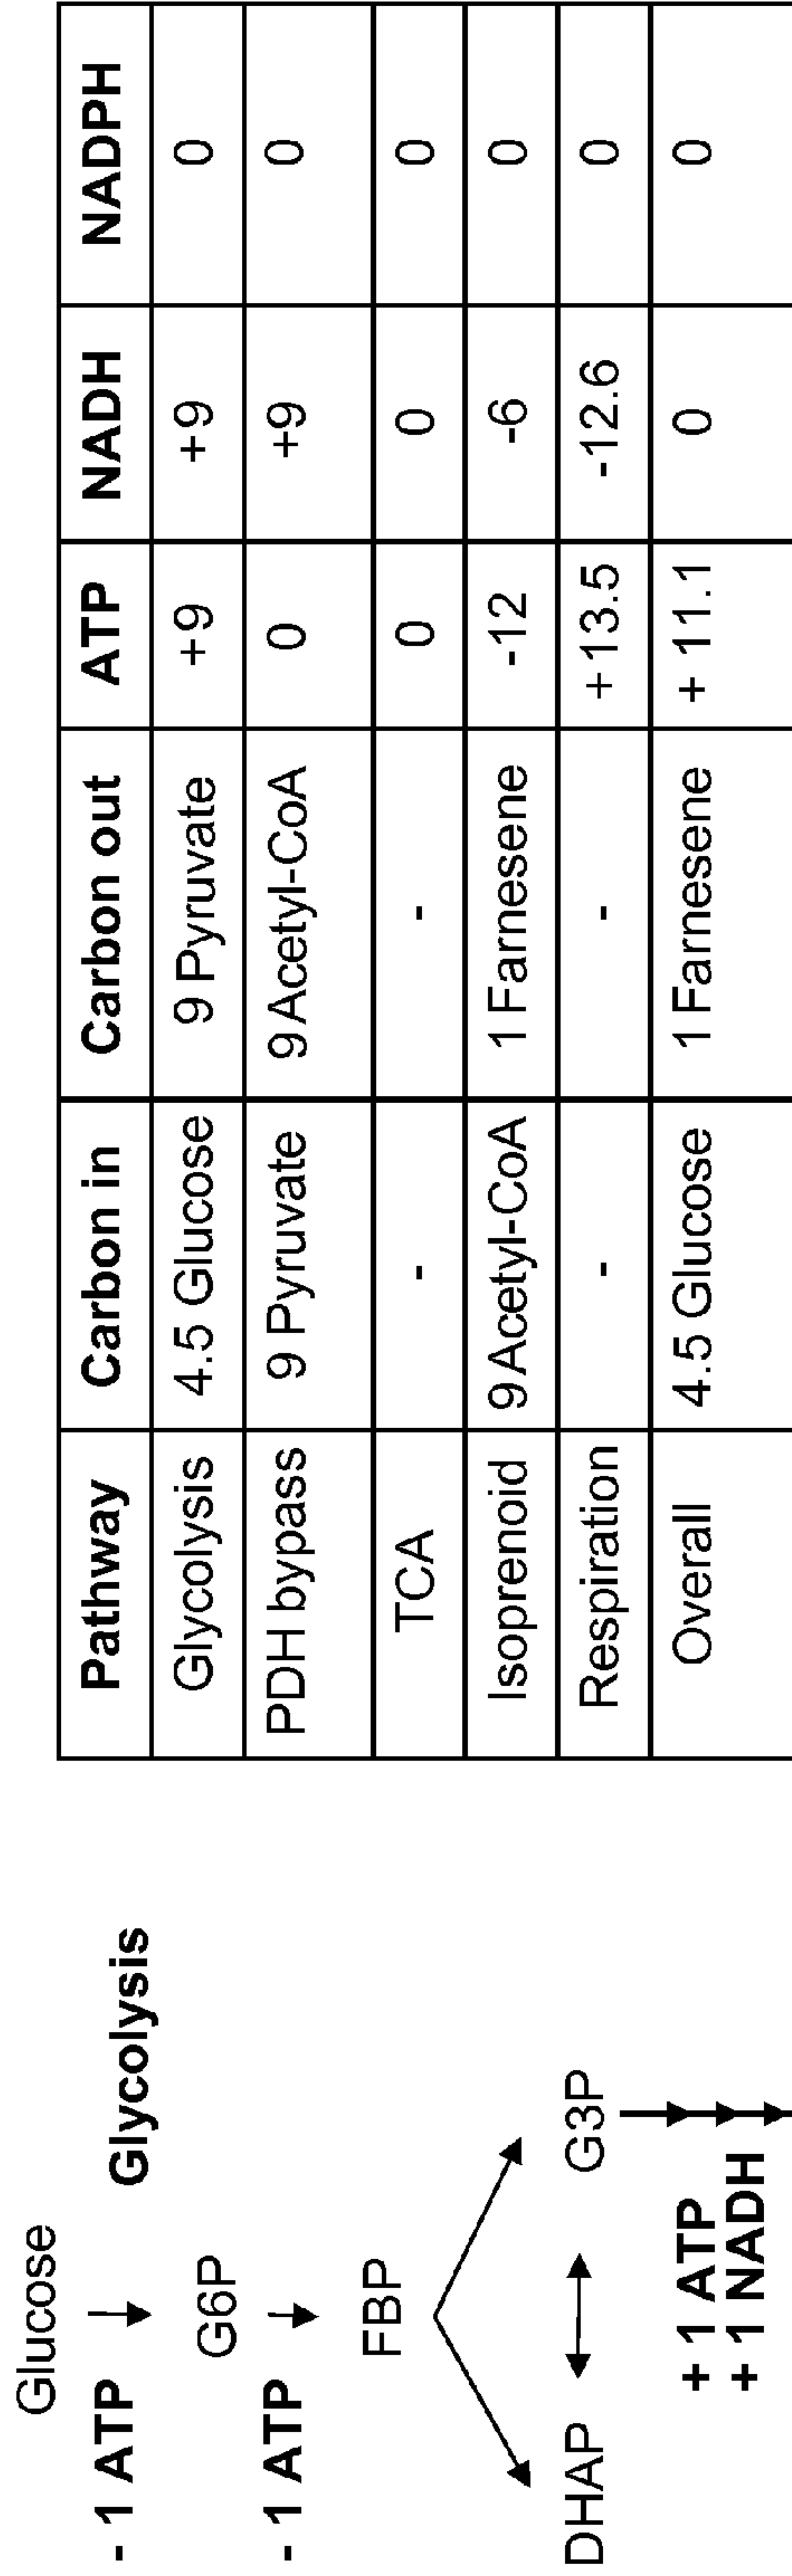 Glucose
- 1 ATP
Glycolysis
G6P
- 1 ATP
FBP
DHAP
G3P
+ 1 ATP
+ 1 NADH
Pathway Carbon in Carbon out ATP NADH NADPH
Glycolysis 4.5 Glucose 9 Pyruvate +9 +9 0
PDH bypass 9 Pyruvate 9 Acetyl-CoA 0 +9 0
TCA - - 0 0 0
Isoprenoid 9 Acetyl-CoA 1 Farnesene -12 -6 0
Respiration - - +13.5 -12.6 0
Overall 4.5 Glucose 1 Farnesene + 11.1 0 0